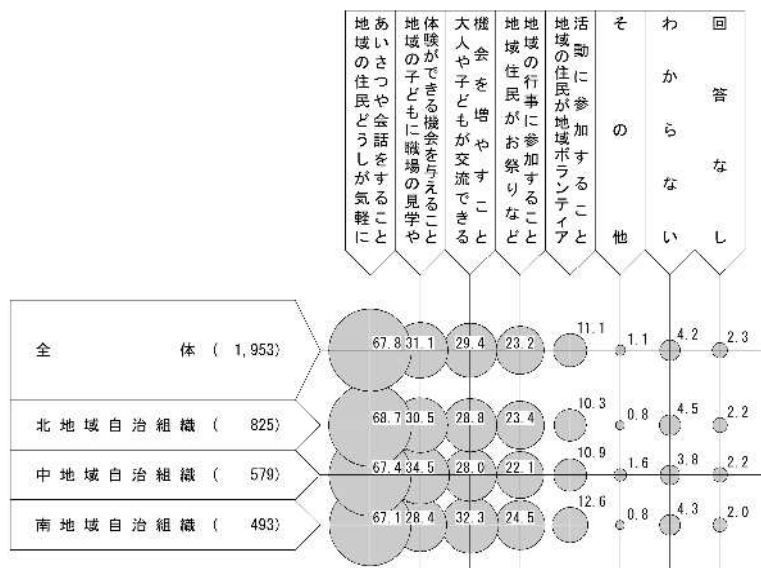 地域の住民どうしが気軽に
あいさつや会話をすること
地域の子どもに職場の見学や
体験ができる機会を与えること
大人や子どもが交流できる
機会を増やすこと
地域住民がお祭りなど
地域の行事に参加すること
地域の住民が地域ボランティア
活動に参加すること
その他
わからない
回答なし
全体 ( 1,953) 67.8 31.1 29.4 23.2 11.1 1.1 4.2 2.3
北地域自治組織 ( 825) 68.7 30.5 28.8 23.4 10.3 0.8 4.5 2.2
中地域自治組織 ( 579) 67.4 34.5 28.0 22.1 10.9 1.6 3.8 2.2
南地域自治組織 ( 493) 67.1 28.4 32.3 24.5 12.6 0.8 4.3 2.0